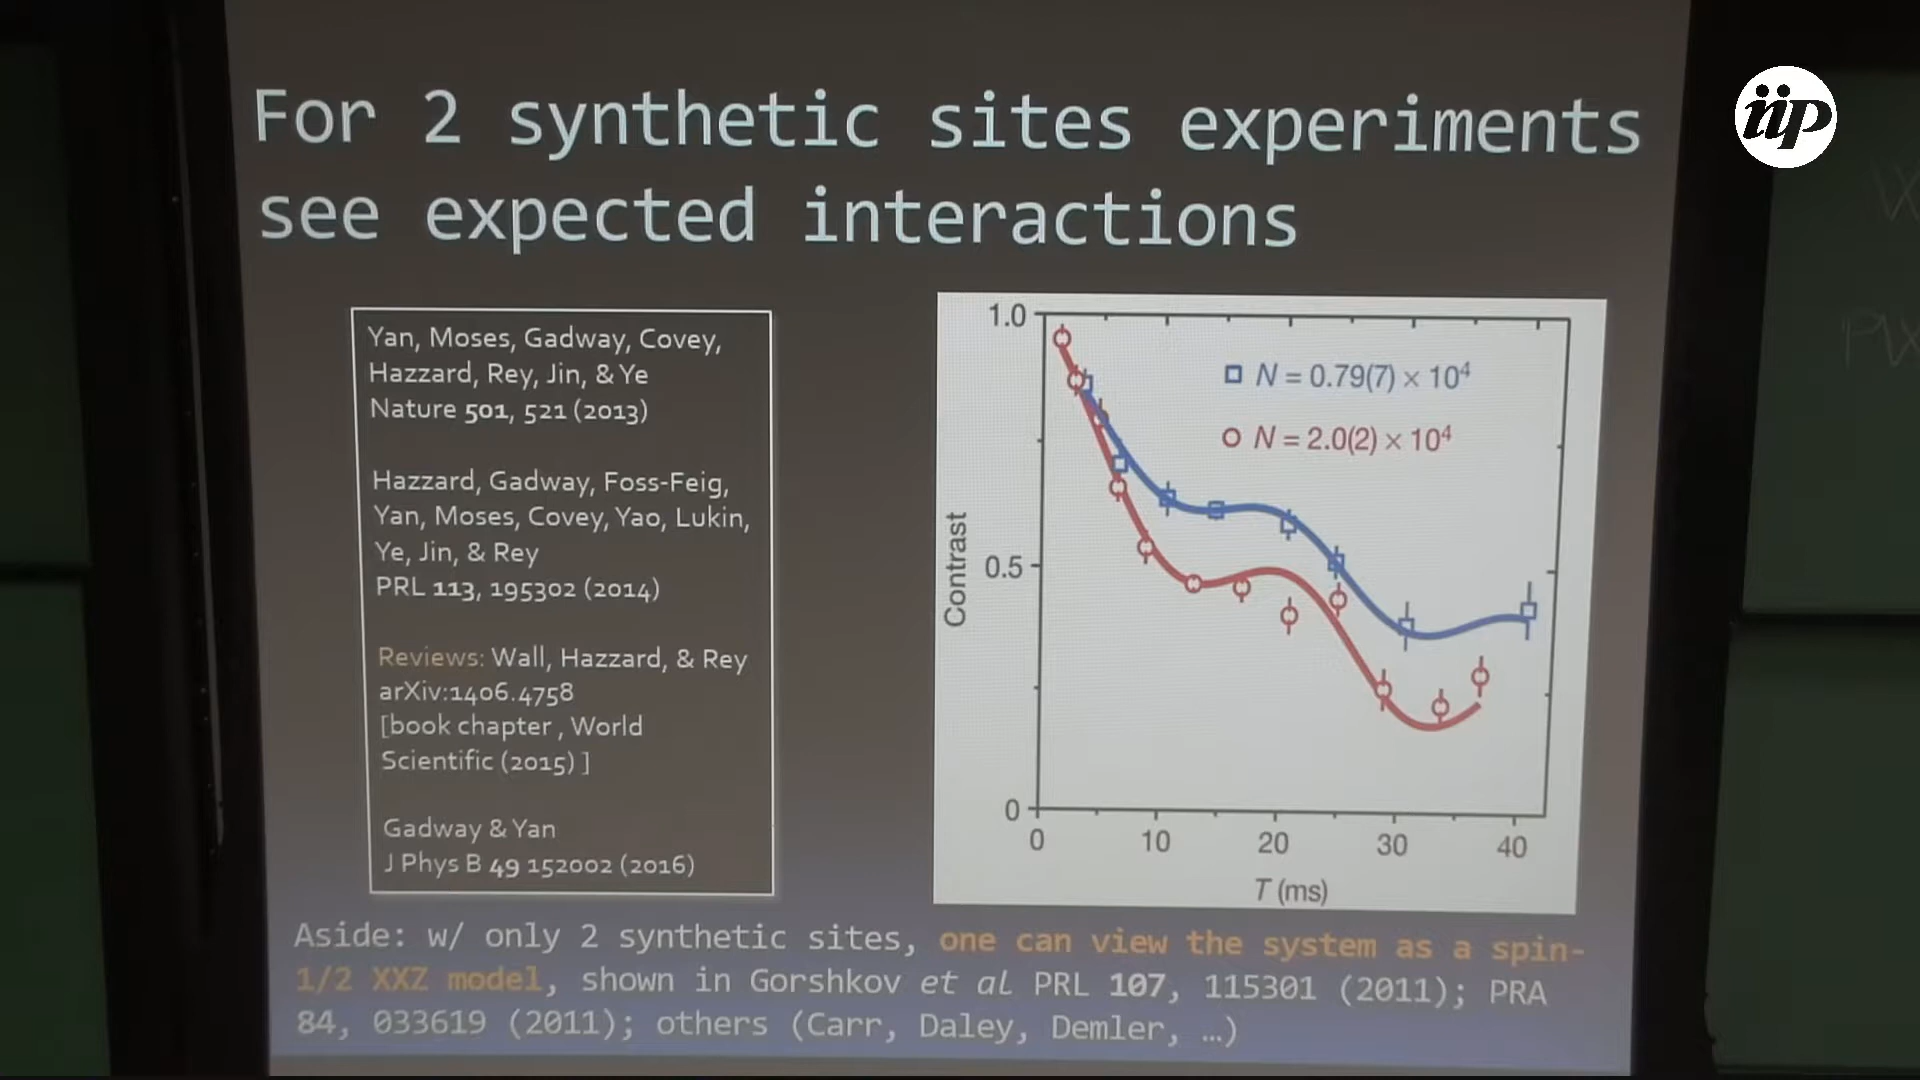 iip
For 2 synthetic sites experiments
see expected interactions
Yan, Moses, Gadway, Covey,
Hazzard, Rey, Jin, & Ye
Nature 501, 521 (2013)
Hazzard, Gadway, Foss-Feig,
Yan, Moses, Covey, Yao, Lukin,
Ye, Jin, & Rey
PRL 113, 195302 (2014)
Reviews: Wall, Hazzard, & Rey
arXiv:1406.4758
[book chapter , World
Scientific (2015) ]
Gadway & Yan
J Phys B 49 152002 (2016)
1.0
N = 0.79(7) × 10⁴
N = 2.0(2) × 10⁴
Contrast
0.5
0
0 10 20 30 40
T (ms)
Aside: w/ only 2 synthetic sites, one can view the system as a spin-
1/2 XXZ model, shown in Gorshkov et al PRL 107, 115301 (2011); PRA
84, 033619 (2011); others (Carr, Daley, Demler, …)